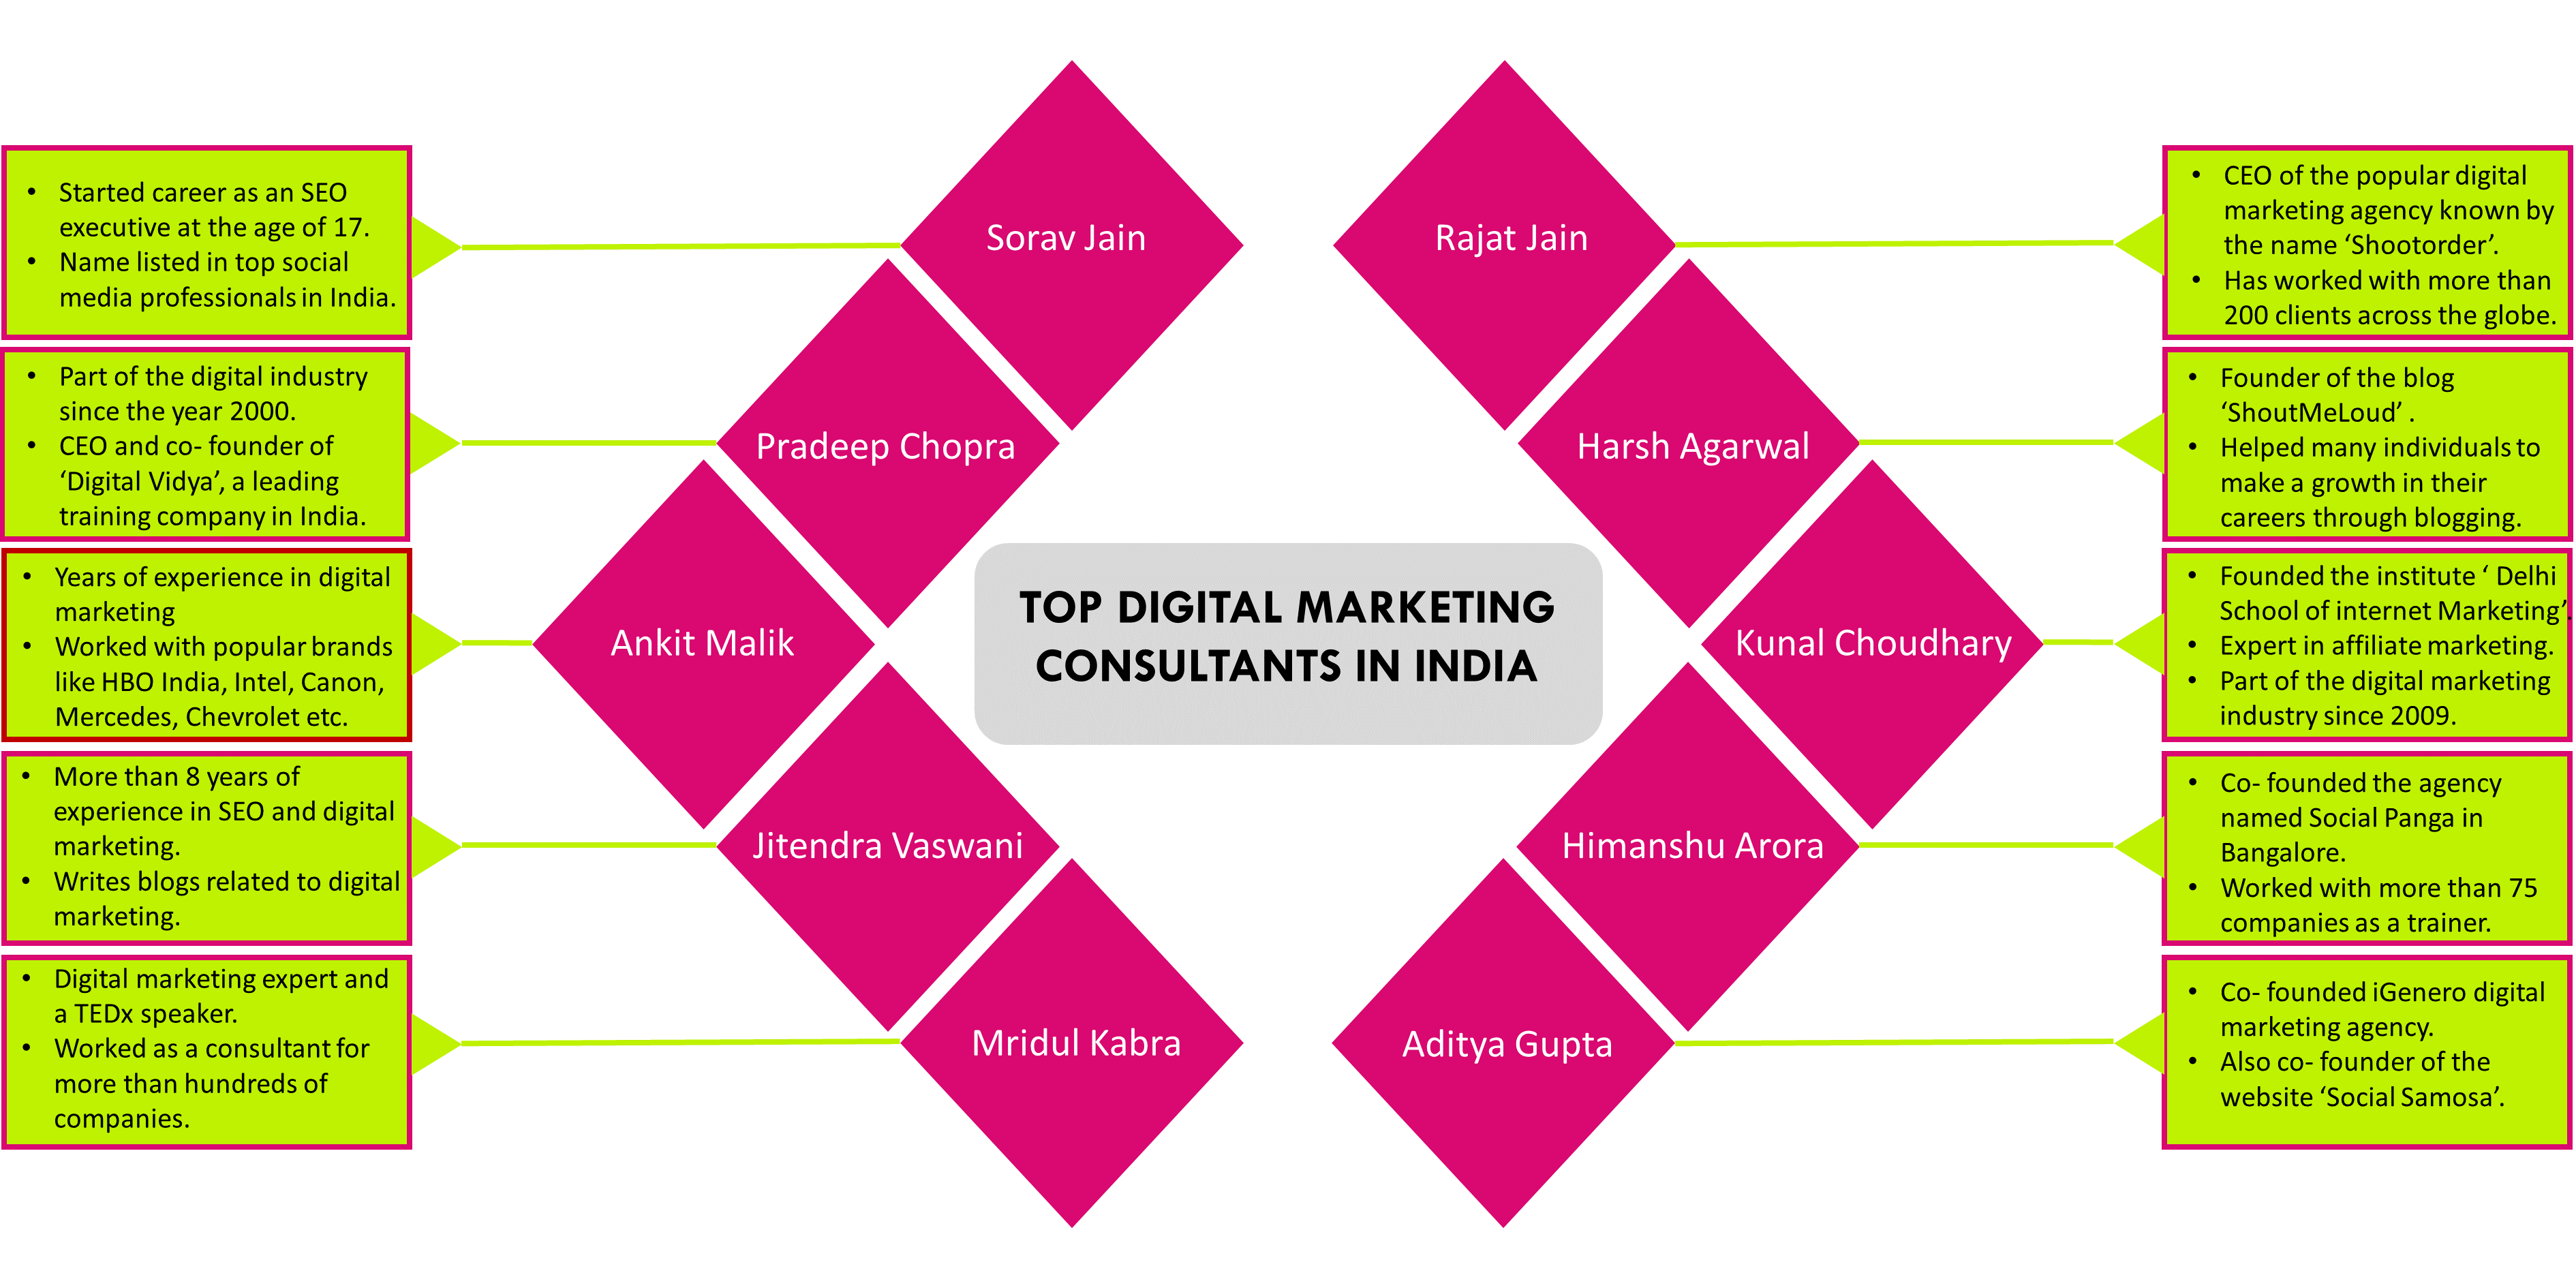 • Started career as an SEO
executive at the age of 17.
• Name listed in top social
media professionals in India.
Sorav Jain
• Part of the digital industry
since the year 2000.
• CEO and co- founder of
‘Digital Vidya’, a leading
training company in India.
Pradeep Chopra
• Years of experience in digital
marketing
• Worked with popular brands
like HBO India, Intel, Canon,
Mercedes, Chevrolet etc.
Ankit Malik
• More than 8 years of
experience in SEO and digital
marketing.
• Writes blogs related to digital
marketing.
Jitendra Vaswani
• Digital marketing expert and
a TEDx speaker.
• Worked as a consultant for
more than hundreds of
companies.
Mridul Kabra
TOP DIGITAL MARKETING
CONSULTANTS IN INDIA
Rajat Jain
• CEO of the popular digital
marketing agency known by
the name ‘Shootorder’.
• Has worked with more than
200 clients across the globe.
Harsh Agarwal
• Founder of the blog
‘ShoutMeLoud’ .
• Helped many individuals to
make a growth in their
careers through blogging.
Kunal Choudhary
• Founded the institute ‘ Delhi
School of internet Marketing’.
• Expert in affiliate marketing.
• Part of the digital marketing
industry since 2009.
Himanshu Arora
• Co- founded the agency
named Social Panga in
Bangalore.
• Worked with more than 75
companies as a trainer.
Aditya Gupta
• Co- founded iGenero digital
marketing agency.
• Also co- founder of the
website ‘Social Samosa’.